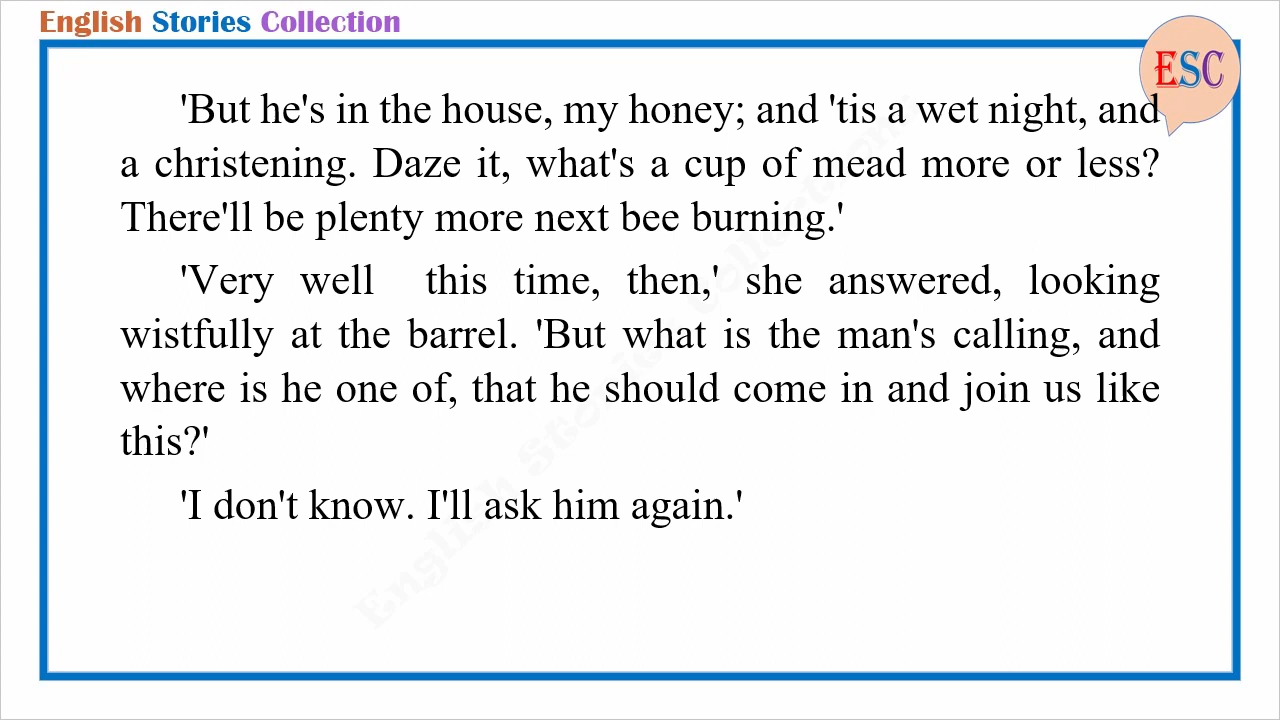 English Stories Collection
ESC
'But he's in the house, my honey; and 'tis a wet night, and
a christening. Daze it, what's a cup of mead more or less?
There'll be plenty more next bee burning.'
'Very well this time, then,' she answered, looking
wistfully at the barrel. 'But what is the man's calling, and
where is he one of, that he should come in and join us like
this?'
'I don't know. I'll ask him again.'
English Stories Collection